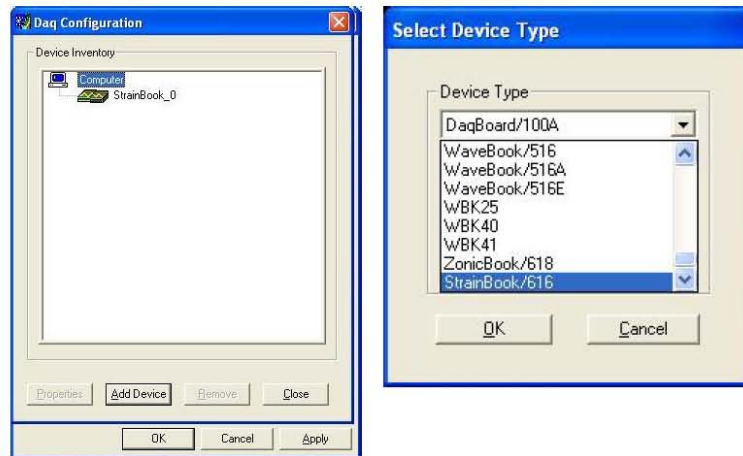 Daq Configuration
Device Inventory
Computer
StrainBook_0
Properties
Add Device
Remove
Close
OK
Cancel
Apply
Select Device Type
Device Type
DaqBoard/100A
WaveBook/516
WaveBook/516A
WaveBook/516E
WBK25
WBK40
WBK41
ZonicBook/618
StrainBook/616
OK
Cancel